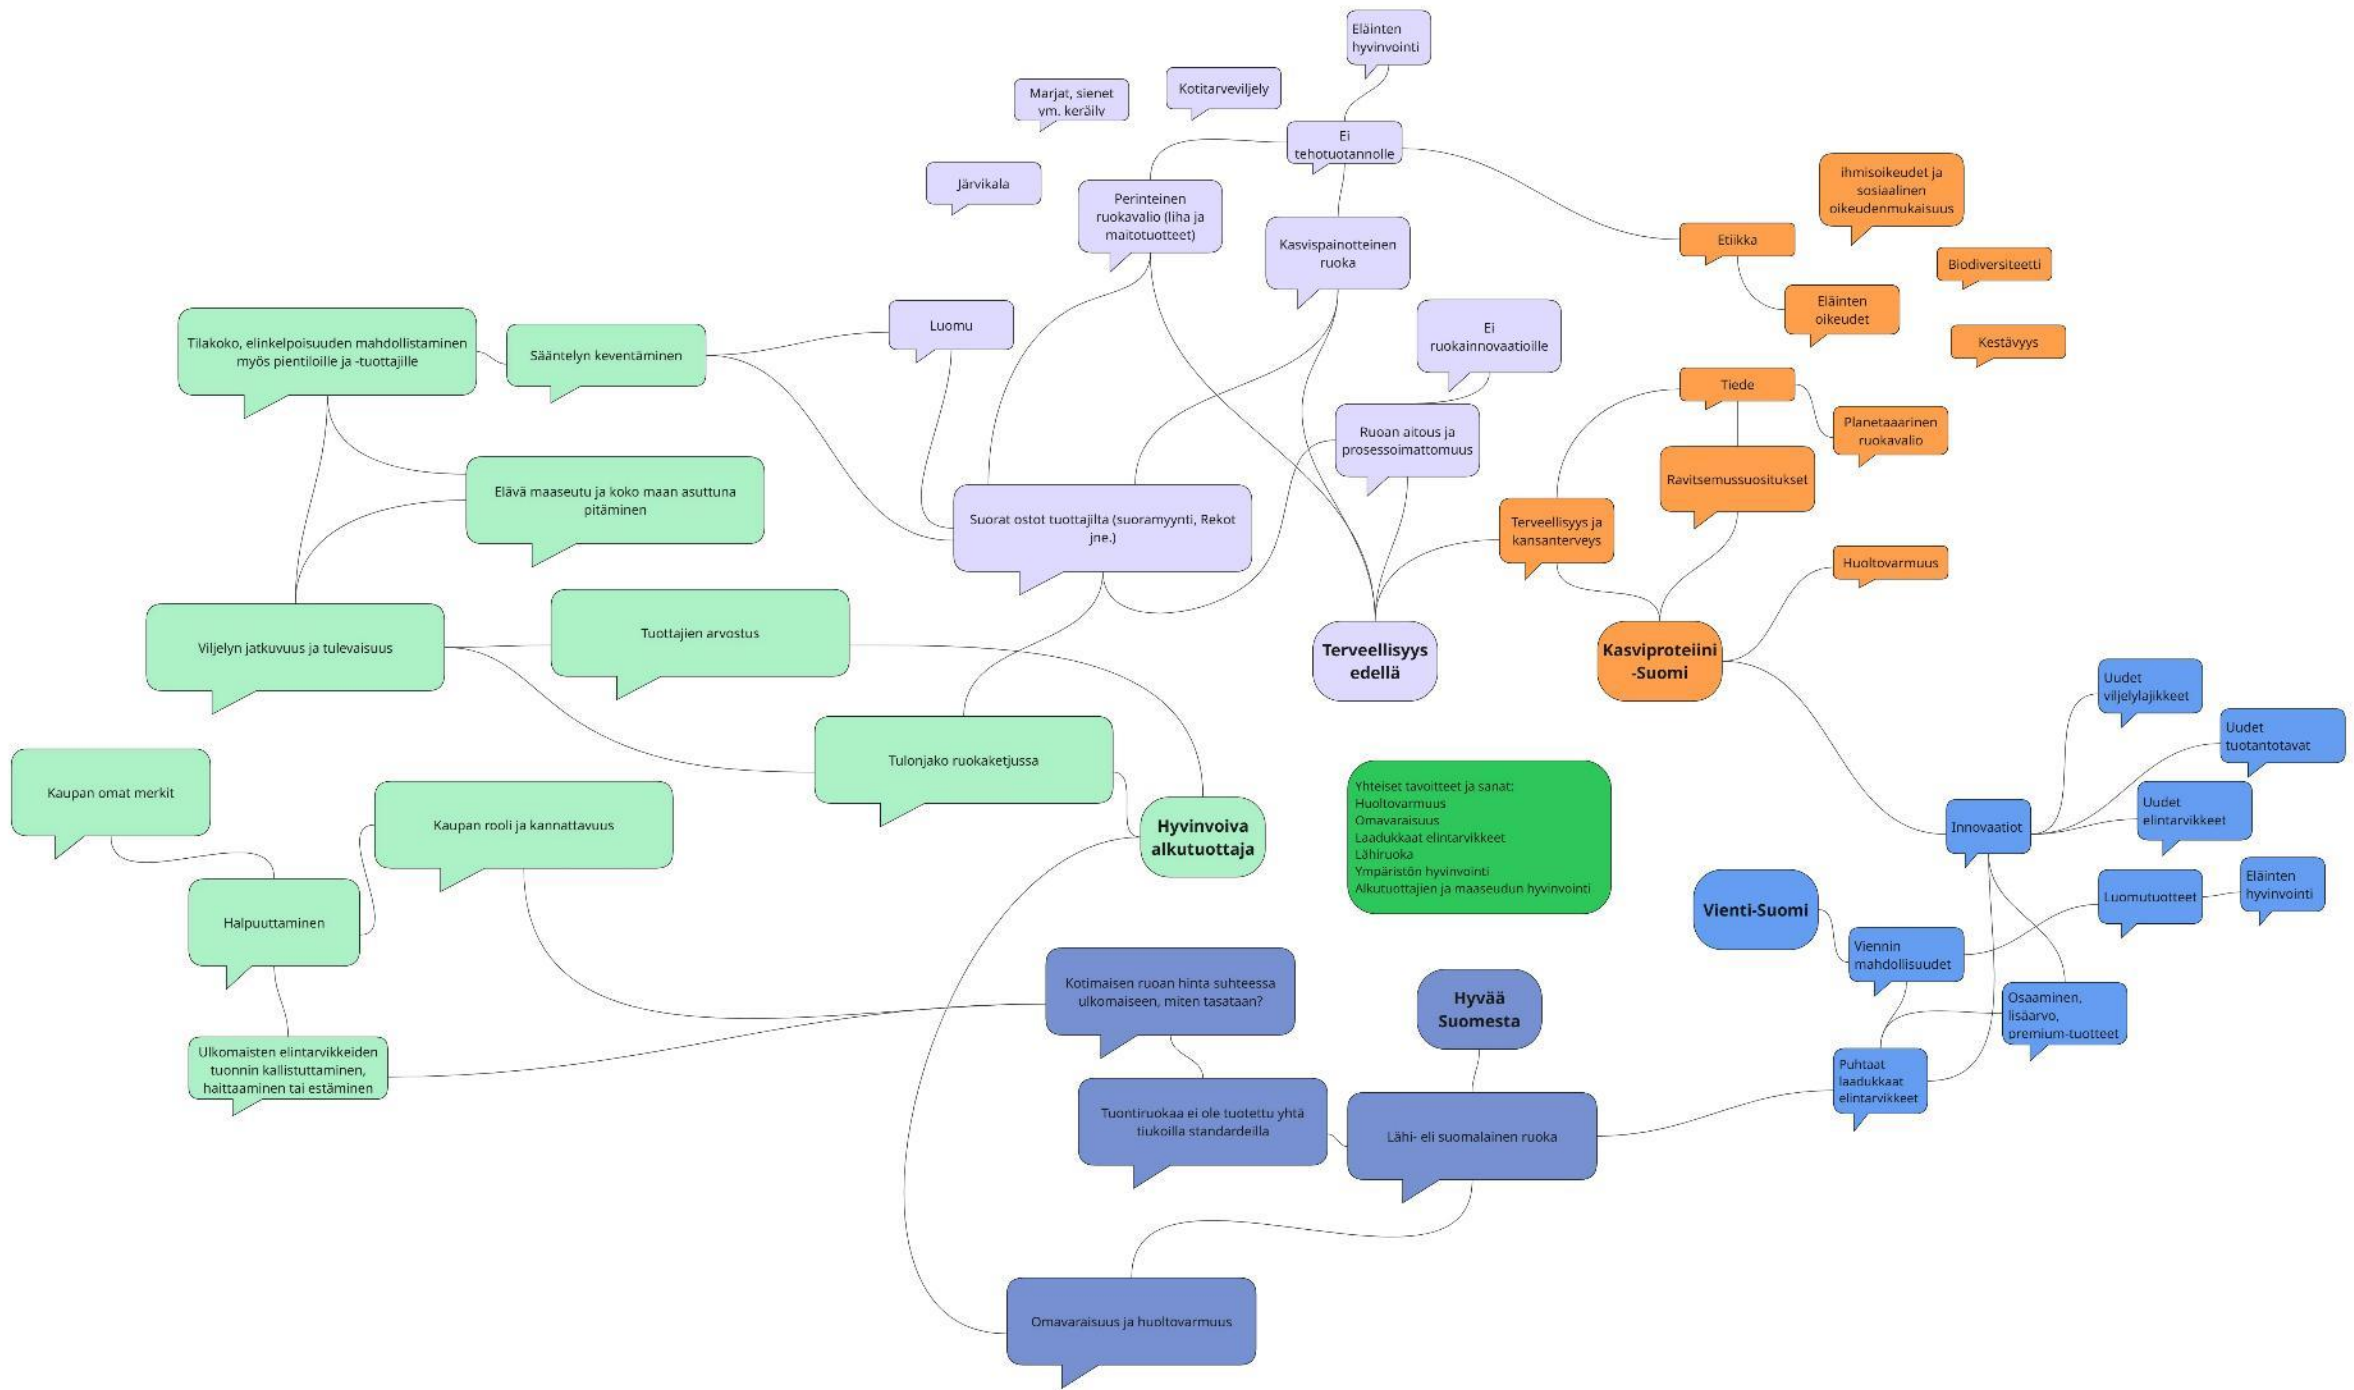 Eläinten
hyvinvointi
Kotitarveviljely
Marjat, sienet
ym. keräily
Ei
tehotuotannolle
Järvikala
Perinteinen
ruokavalio (liha ja
maitotuotteet)
Kasvispainotteinen
ruoka
Luomu
Ei
ruokainnovaatioille
Ruoan aitous ja
prosessoimattomuus
Suorat ostot tuottajilta (suoramyynti, Rekot
jne.)
Terveellisyys
edellä
ihmisoikeudet ja
sosiaalinen
oikeudenmukaisuus
Etiikka
Biodiversiteetti
Eläinten
oikeudet
Kestävyys
Tiede
Planetaaarinen
ruokavalio
Ravitsemussuositukset
Terveellisyys ja
kansanterveys
Huoltovarmuus
Kasviproteiini
-Suomi
Tilakoko, elinkelpoisuuden mahdollistaminen
myös pientiloille ja -tuottajille
Sääntelyn keventäminen
Elävä maaseutu ja koko maan asuttuna
pitäminen
Viljelyn jatkuvuus ja tulevaisuus
Tuottajien arvostus
Tulonjako ruokaketjussa
Kaupan omat merkit
Kaupan rooli ja kannattavuus
Hyvinvoiva
alkutuottaja
Halpuuttaminen
Ulkomaisten elintarvikkeiden
tuonnin kallistuttaminen,
haittaaminen tai estäminen
Yhteiset tavoitteet ja sanat:
Huoltovarmuus
Omavaraisuus
Laadukkaat elintarvikkeet
Lähiruoka
Ympäristön hyvinvointi
Alkutuottajien ja maaseudun hyvinvointi
Uudet
viljelylajikkeet
Uudet
tuotantotavat
Uudet
elintarvikkeet
Innovaatiot
Eläinten
hyvinvointi
Luomutuotteet
Vienti-Suomi
Viennin
mahdollisuudet
Osaaminen,
lisäarvo,
premium-tuotteet
Puhtaat
laadukkaat
elintarvikkeet
Kotimaisen ruoan hinta suhteessa
ulkomaiseen, miten tasataan?
Hyvää
Suomesta
Tuontiruokaa ei ole tuotettu yhtä
tiukoilla standardeilla
Lähi- eli suomalainen ruoka
Omavaraisuus ja huoltovarmuus